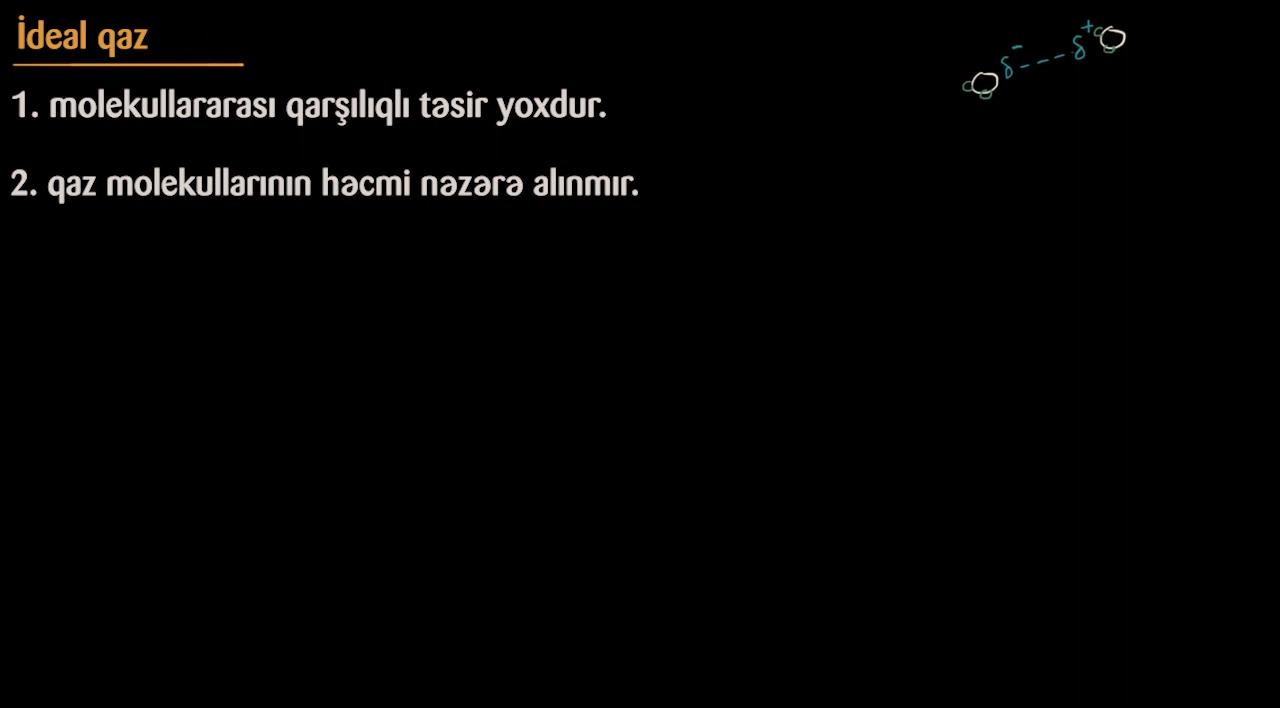 İdeal qaz
δ⁻ δ⁺
1. molekullararası qarşılıqlı təsir yoxdur.
2. qaz molekullarının həcmi nəzərə alınmır.